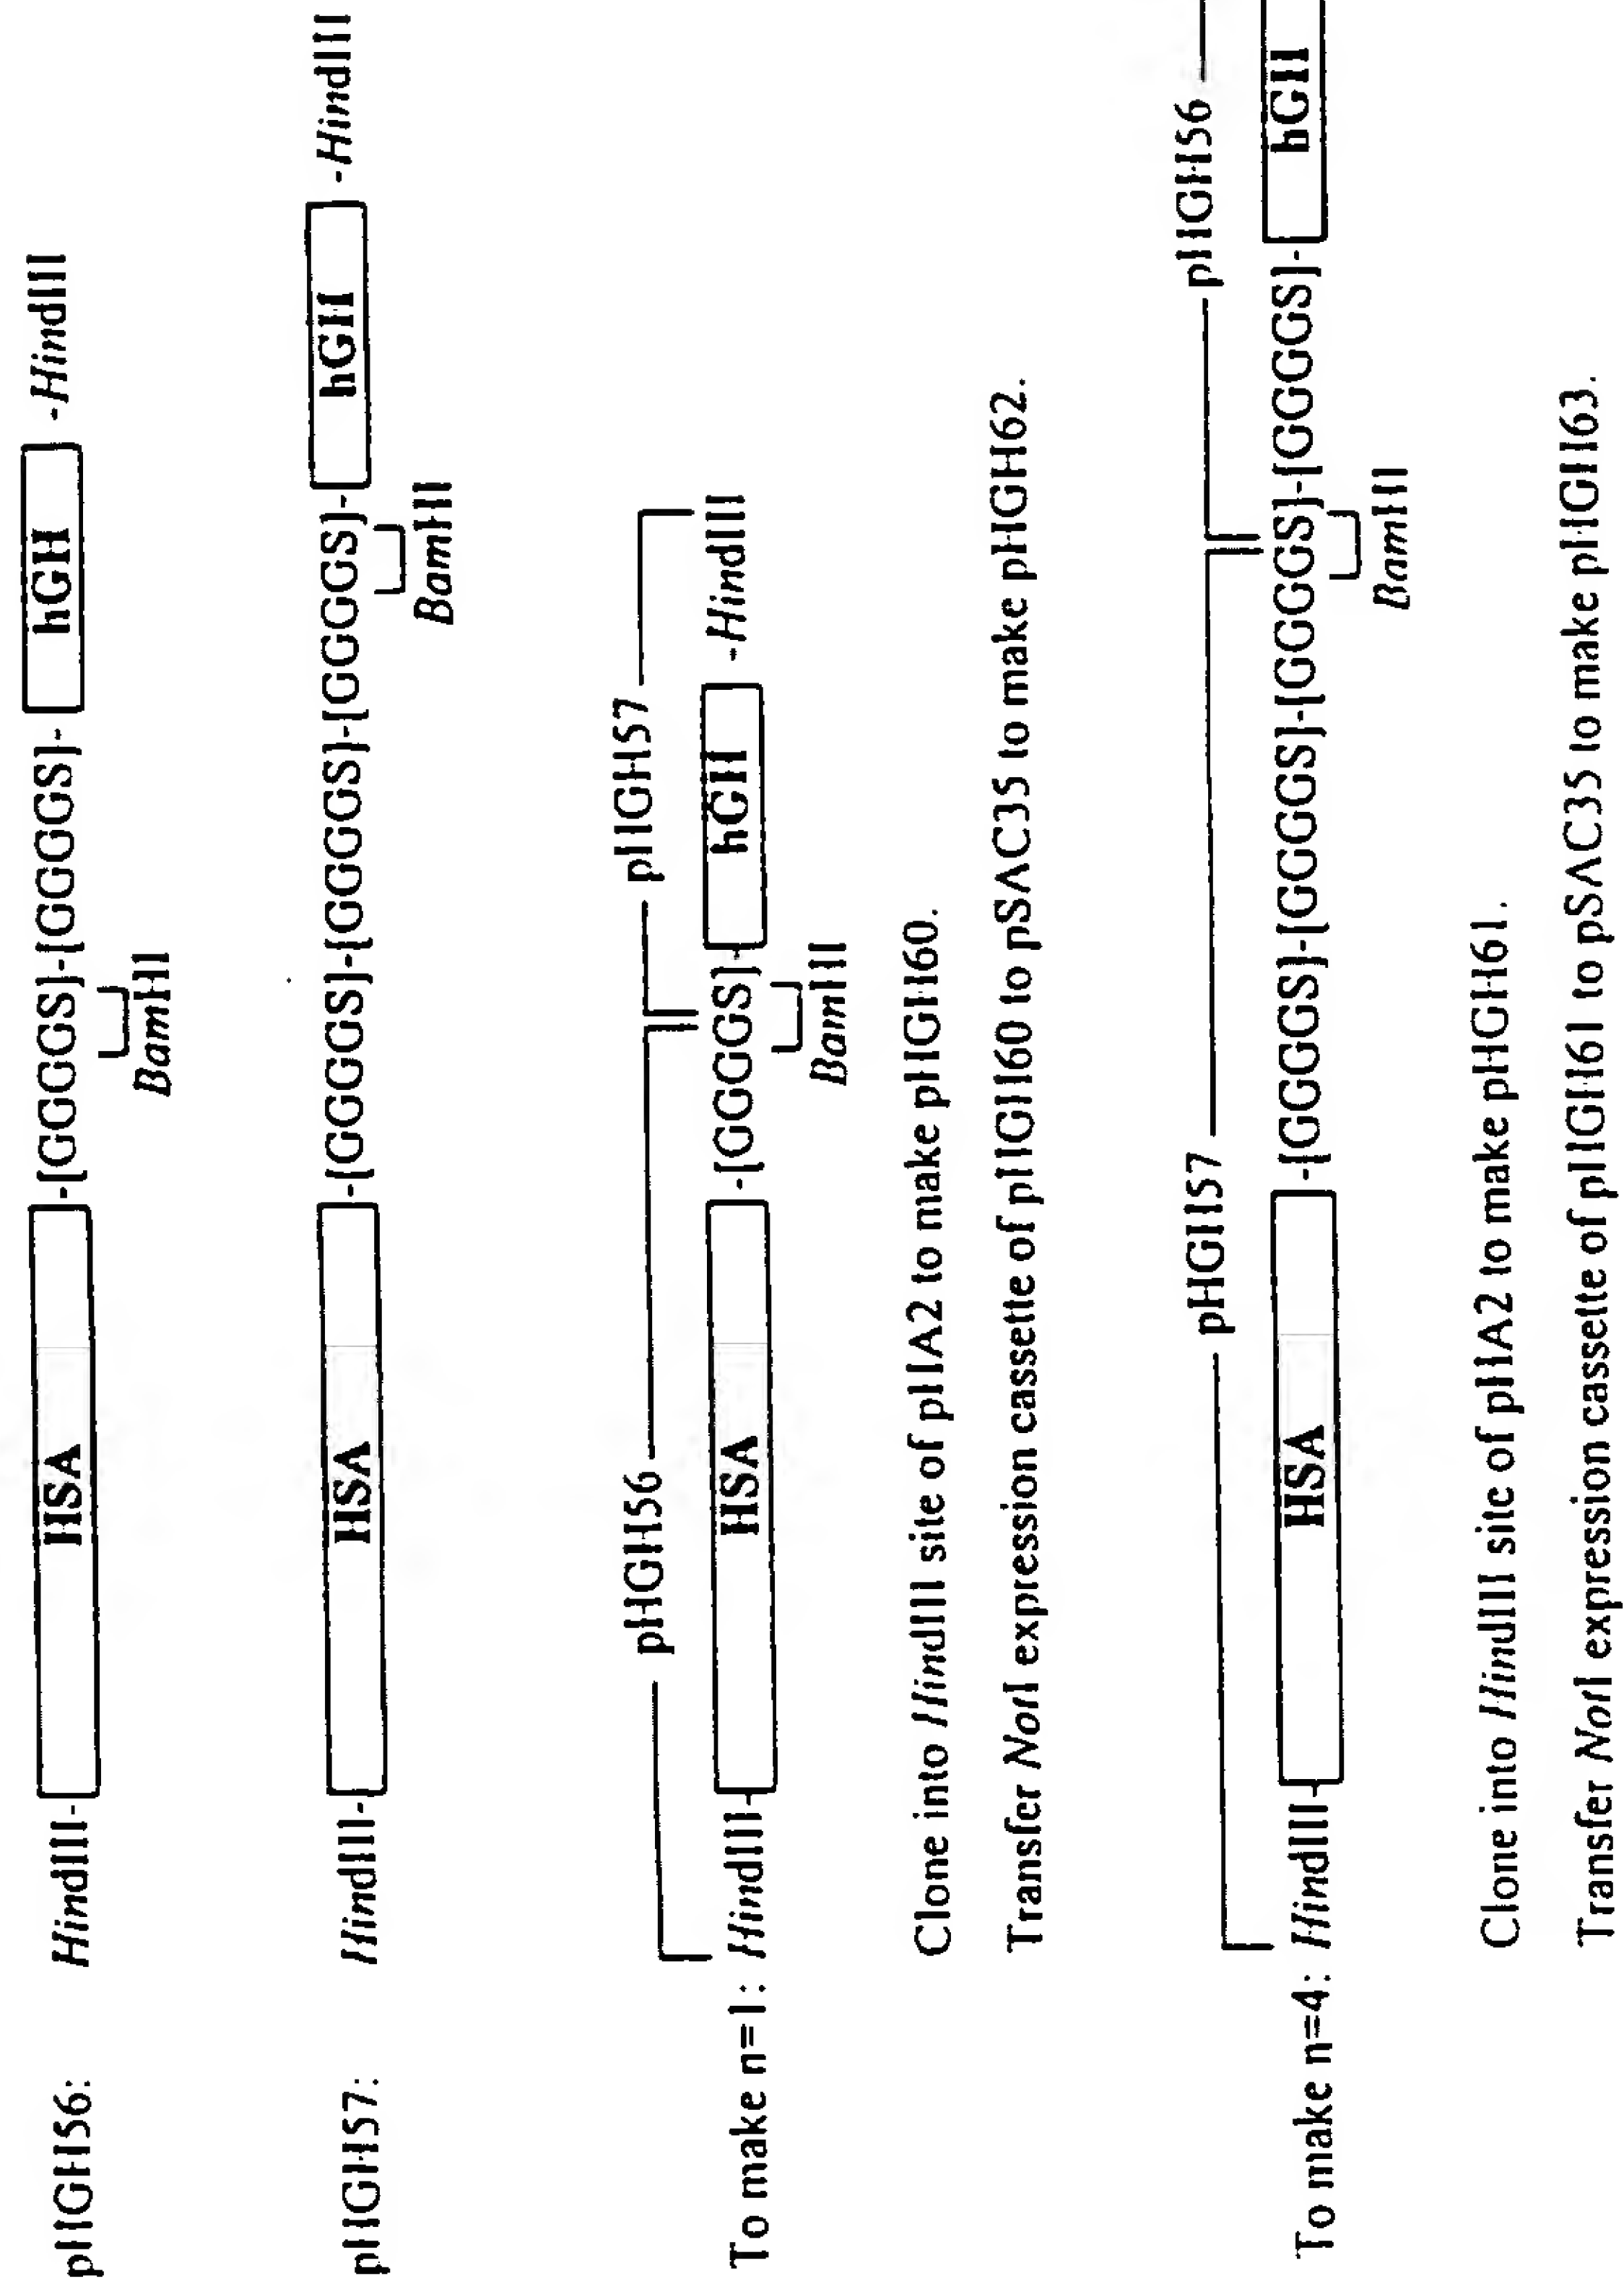 pHGH56: HindIII- HSA -[GGGGS]-[GGGGS]- hGH -HindIII
BamHI
pHGH57: HindIII- HSA -[GGGGS]-[GGGGS]-[GGGGS]- hGH -HindIII
BamHI
pHGH56 pHGH57
To make n=1: HindIII- HSA -[GGGGS]- hGH -HindIII
BamHI
Clone into HindIII site of pHA2 to make pHGH60.
Transfer NotI expression cassette of pHGH60 to pSAC35 to make pHGH62.
pHGH57 pHGH56
To make n=4: HindIII- HSA -[GGGGS]-[GGGGS]-[GGGGS]-[GGGGS]- hGH
BamHI
Clone into HindIII site of pHA2 to make pHGH61.
Transfer NotI expression cassette of pHGH61 to pSAC35 to make pHGH63.